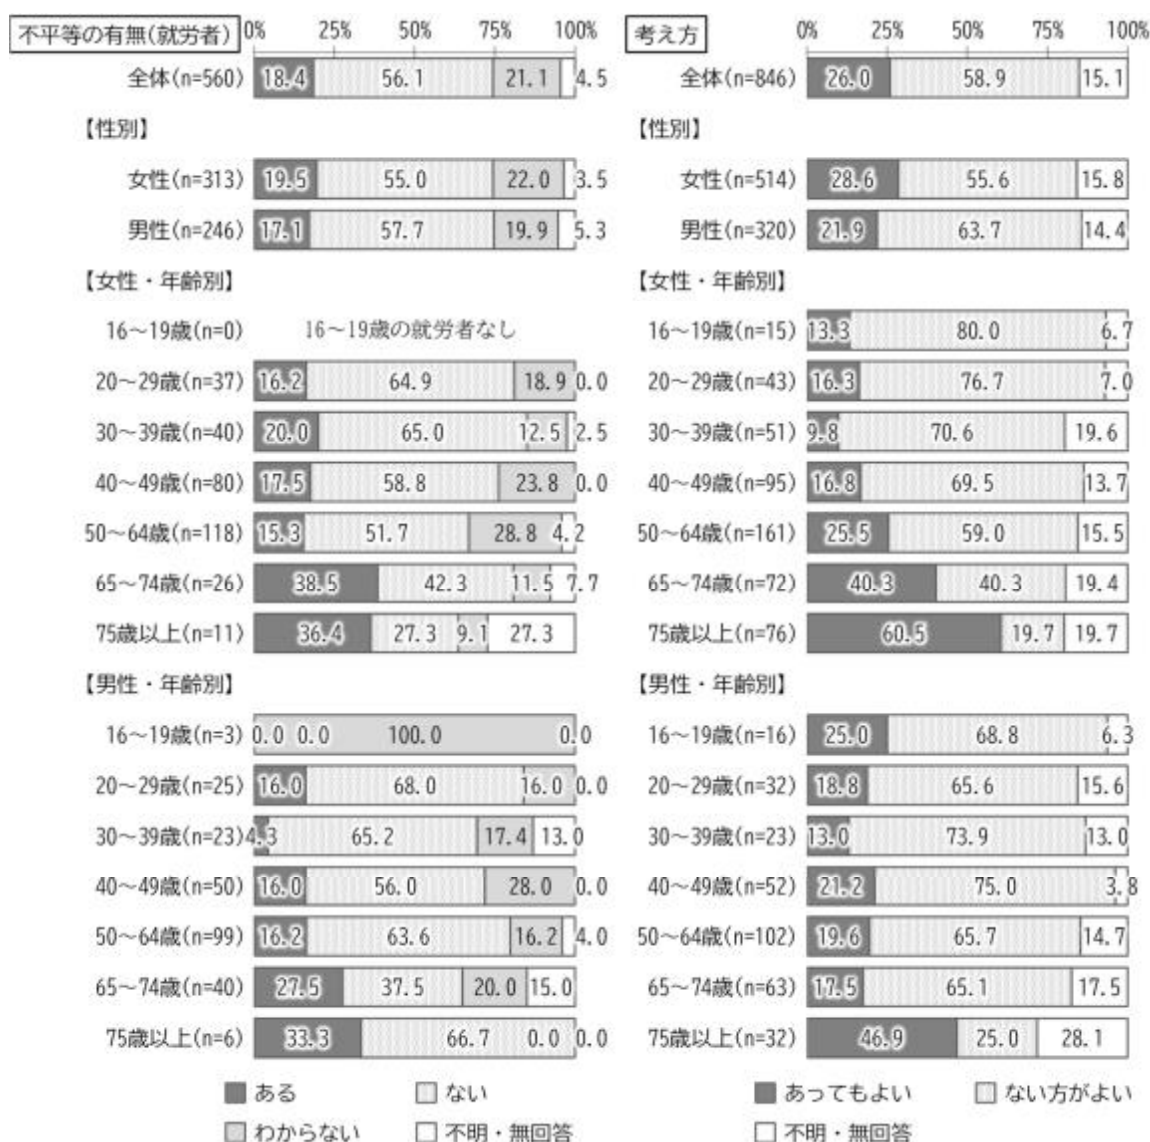 不平等の有無(就労者) 0% 25% 50% 75% 100%
全体(n=560) 18.4 56.1 21.1 4.5
【性別】
女性(n=313) 19.5 55.0 22.0 3.5
男性(n=246) 17.1 57.7 19.9 5.3
【女性・年齢別】
16～19歳(n=0) 16～19歳の就労者なし
20～29歳(n=37) 16.2 64.9 18.9 0.0
30～39歳(n=40) 20.0 65.0 12.5 2.5
40～49歳(n=80) 17.5 58.8 23.8 0.0
50～64歳(n=118) 15.3 51.7 28.8 4.2
65～74歳(n=26) 38.5 42.3 11.5 7.7
75歳以上(n=11) 36.4 27.3 9.1 27.3
【男性・年齢別】
16～19歳(n=3) 0.0 0.0 100.0 0.0
20～29歳(n=25) 16.0 68.0 16.0 0.0
30～39歳(n=23) 4.3 65.2 17.4 13.0
40～49歳(n=50) 16.0 56.0 28.0 0.0
50～64歳(n=99) 16.2 63.6 16.2 4.0
65～74歳(n=40) 27.5 37.5 20.0 15.0
75歳以上(n=6) 33.3 66.7 0.0 0.0
ある ない
わからない 不明・無回答
考え方 0% 25% 50% 75% 100%
全体(n=846) 26.0 58.9 15.1
【性別】
女性(n=514) 28.6 55.6 15.8
男性(n=320) 21.9 63.7 14.4
【女性・年齢別】
16～19歳(n=15) 13.3 80.0 6.7
20～29歳(n=43) 16.3 76.7 7.0
30～39歳(n=51) 9.8 70.6 19.6
40～49歳(n=95) 16.8 69.5 13.7
50～64歳(n=161) 25.5 59.0 15.5
65～74歳(n=72) 40.3 40.3 19.4
75歳以上(n=76) 60.5 19.7 19.7
【男性・年齢別】
16～19歳(n=16) 25.0 68.8 6.3
20～29歳(n=32) 18.8 65.6 15.6
30～39歳(n=23) 13.0 73.9 13.0
40～49歳(n=52) 21.2 75.0 3.8
50～64歳(n=102) 19.6 65.7 14.7
65～74歳(n=63) 17.5 65.1 17.5
75歳以上(n=32) 46.9 25.0 28.1
あってもよい ない方がよい
不明・無回答